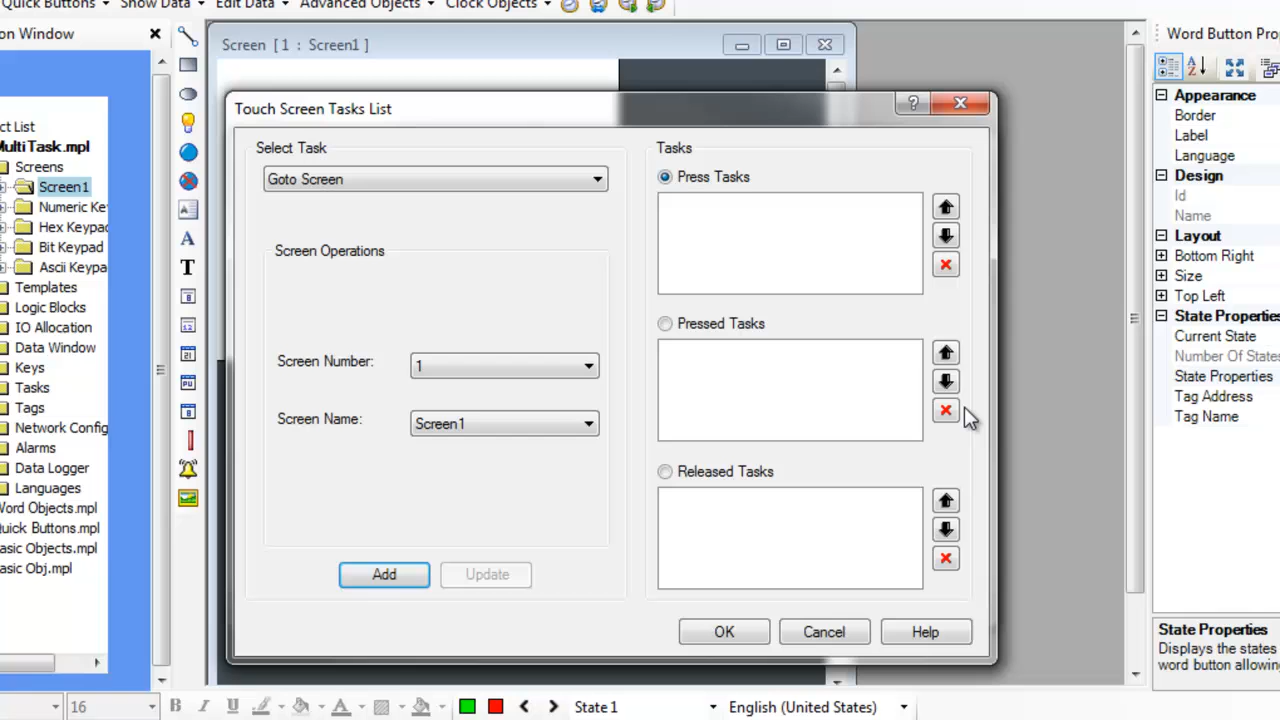 Quick Buttons Show Data Edit Data Advanced Objects Clock Objects
on Window
Screen [ 1 : Screen1 ]
Word Button Prop
ct List
MultiTask.mpl
Screens
Screen1
Numeric Ke
Hex Keypad
Bit Keypad
Ascii Keypa
Templates
Logic Blocks
IO Allocation
Data Window
Keys
Tasks
Tags
Network Config
Alarms
Data Logger
Languages
Word Objects.mpl
Quick Buttons.mpl
asic Objects.mpl
asic Obj.mpl
Touch Screen Tasks List
Select Task
Goto Screen
Screen Operations
Screen Number:
1
Screen Name:
Screen1
Add
Update
Tasks
Press Tasks
Pressed Tasks
Released Tasks
OK
Cancel
Help
Appearance
Border
Label
Language
Design
Id
Name
Layout
Bottom Right
Size
Top Left
State Properties
Current State
Number Of States
State Properties
Tag Address
Tag Name
State Properties
Displays the states
word button allowing
16
B I U
A
State 1
English (United States)